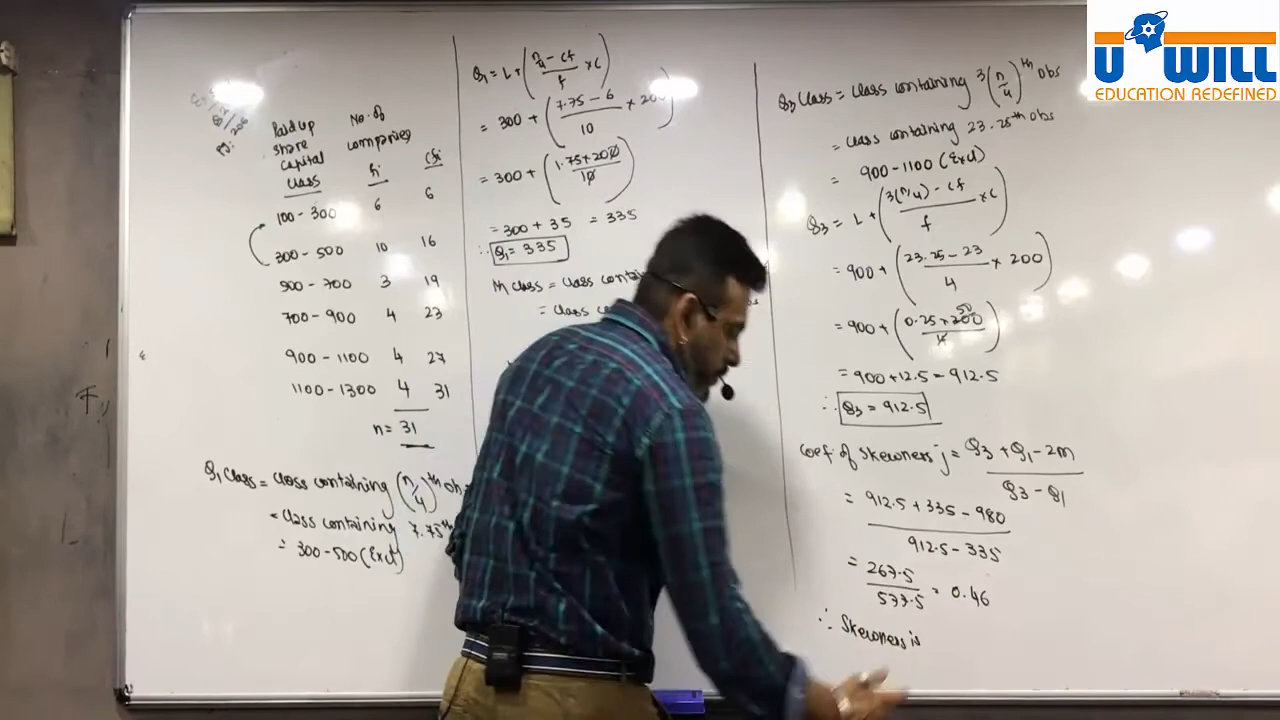 Paid up
share
capital
class
No. of
companies
fi
cfi
100 - 300 6 6
300 - 500 10 16
500 - 700 3 19
700 - 900 4 23
900 - 1100 4 27
1100 - 1300 4 31
n = 31
Q1 Class = Class containing (n/4)th Obs
= Class containing 7.75th
= 300 - 500 (Excl)
Q1 = L + (n/4 - cf / f × C)
= 300 + (7.75 - 6 / 10 × 200)
= 300 + (1.75 × 200 / 10)
= 300 + 35 = 335
∴ Q1 = 335
M Class = Class
= Class
Q3 Class = Class containing 3(n/4)th Obs
= Class containing 23.25th Obs
= 900 - 1100 (Excl)
Q3 = L + (3(n/4) - cf / f × C)
= 900 + (23.25 - 23 / 4 × 200)
= 900 + (0.25 × 200 50 / 4)
= 900 + 12.5 = 912.5
∴ Q3 = 912.5
Coef. of Skewness j = Q3 + Q1 - 2M / Q3 - Q1
= 912.5 + 335 - 980 / 912.5 - 335
= 267.5 / 577.5 = 0.46
∴ Skewness is
U WILL
EDUCATION REDEFINED